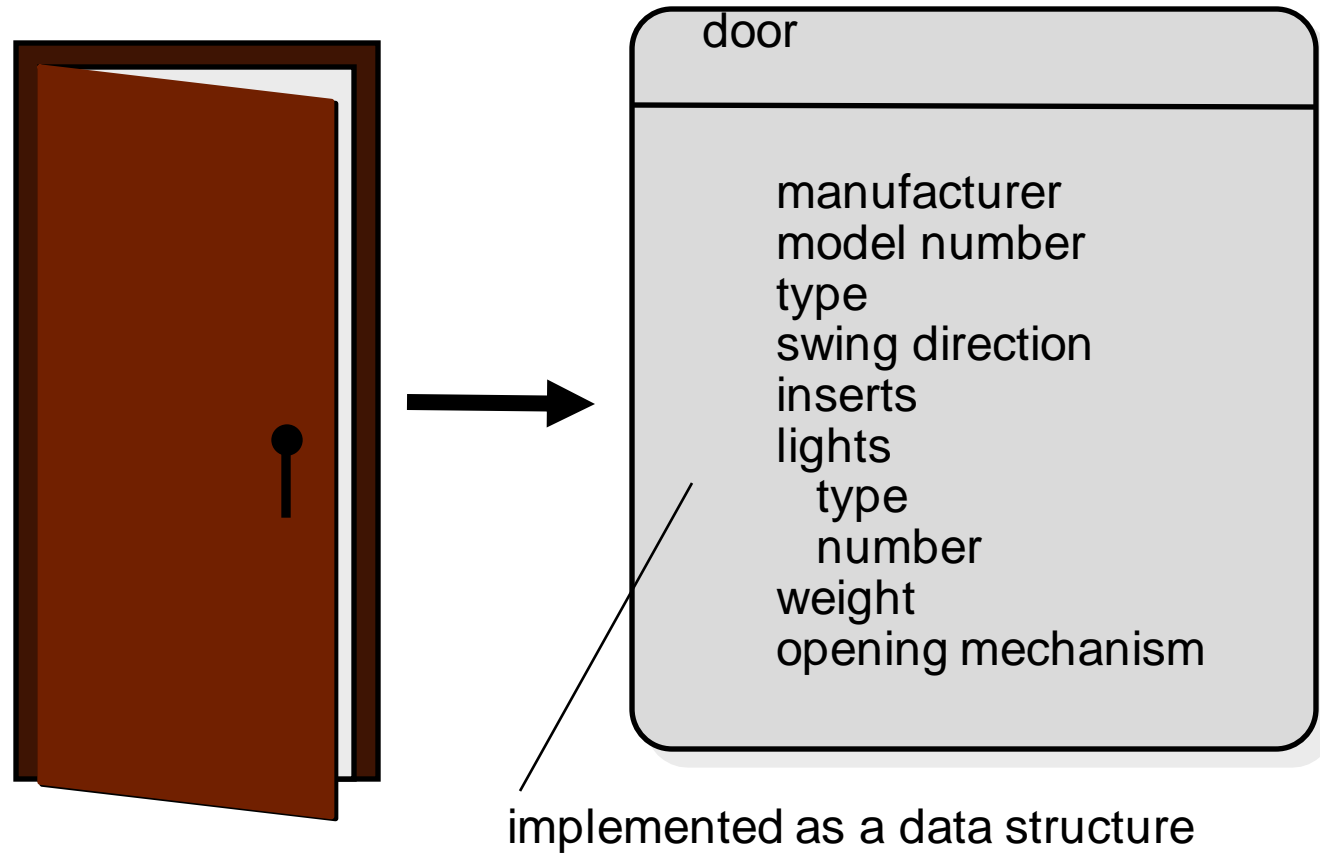 door
manufacturer
model number
type
swing direction
inserts
lights
type
number
weight
opening mechanism
implemented as a data structure